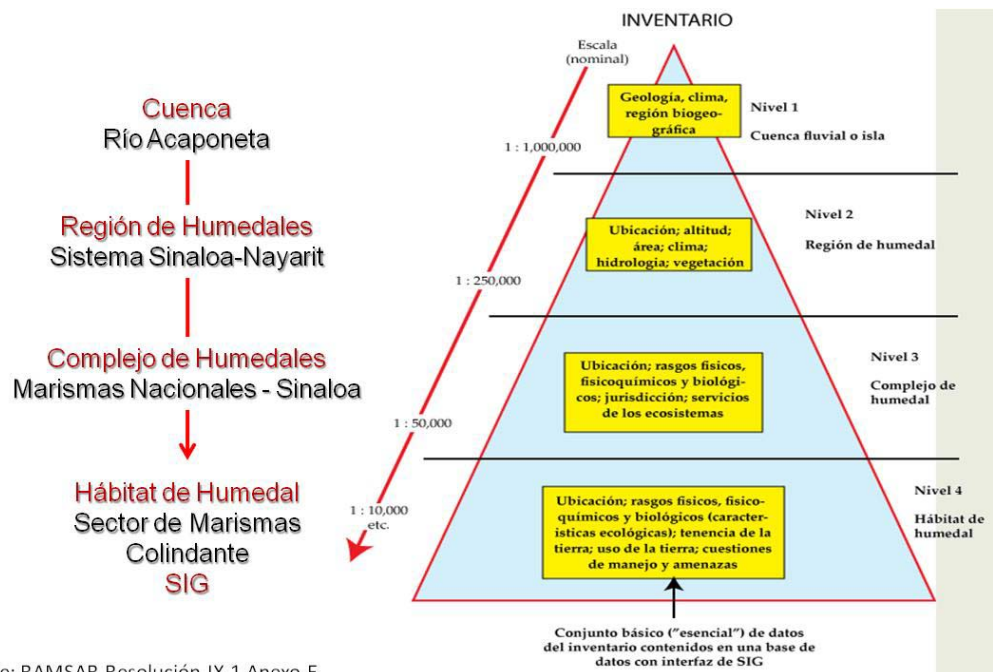 Cuenca
Río Acaponeta
Región de Humedales
Sistema Sinaloa-Nayarit
Complejo de Humedales
Marismas Nacionales - Sinaloa
Hábitat de Humedal
Sector de Marismas
Colindante
SIG
INVENTARIO
Escala
(nominal)
1 : 1,000,000
1 : 250,000
1 : 50,000
1 : 10,000
etc.
Geología, clima,
región biogeo-
gráfica
Nivel 1
Cuenca fluvial o isla
Ubicación; altitud;
área; clima;
hidrología; vegetación
Nivel 2
Región de humedal
Ubicación; rasgos físicos,
fisicoquímicos y biológi-
cos; jurisdicción; servicios
de los ecosistemas
Nivel 3
Complejo de
humedal
Ubicación; rasgos físicos, físico-
químicos y biológicos (caracter-
ísticas ecológicas); tenencia de la
tierra; uso de la tierra; cuestiones
de manejo y amenazas
Nivel 4
Hábitat de
humedal
Conjunto básico ("esencial") de datos
del inventario contenidos en una base de
datos con interfaz de SIG